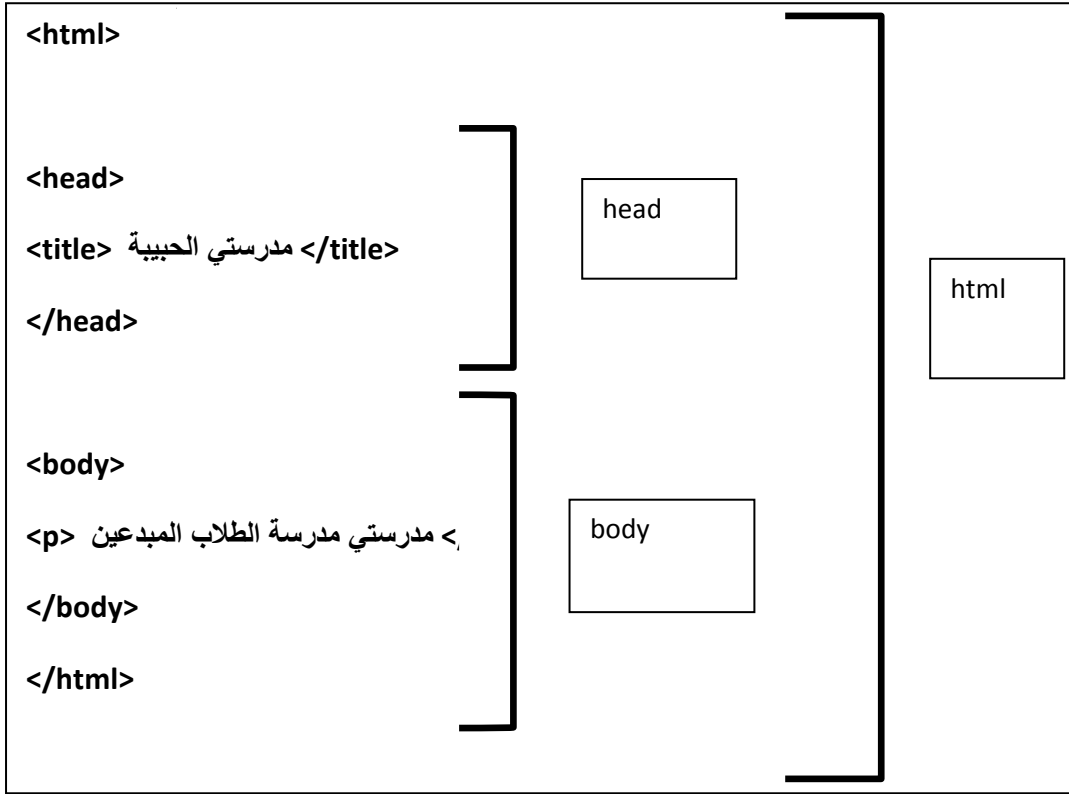 <html>
<head>
head
<title> مدرستي الحبيبة </title>
html
</head>
<body>
body
<p> مدرستي مدرسة الطلاب المبدعين </
</body>
</html>